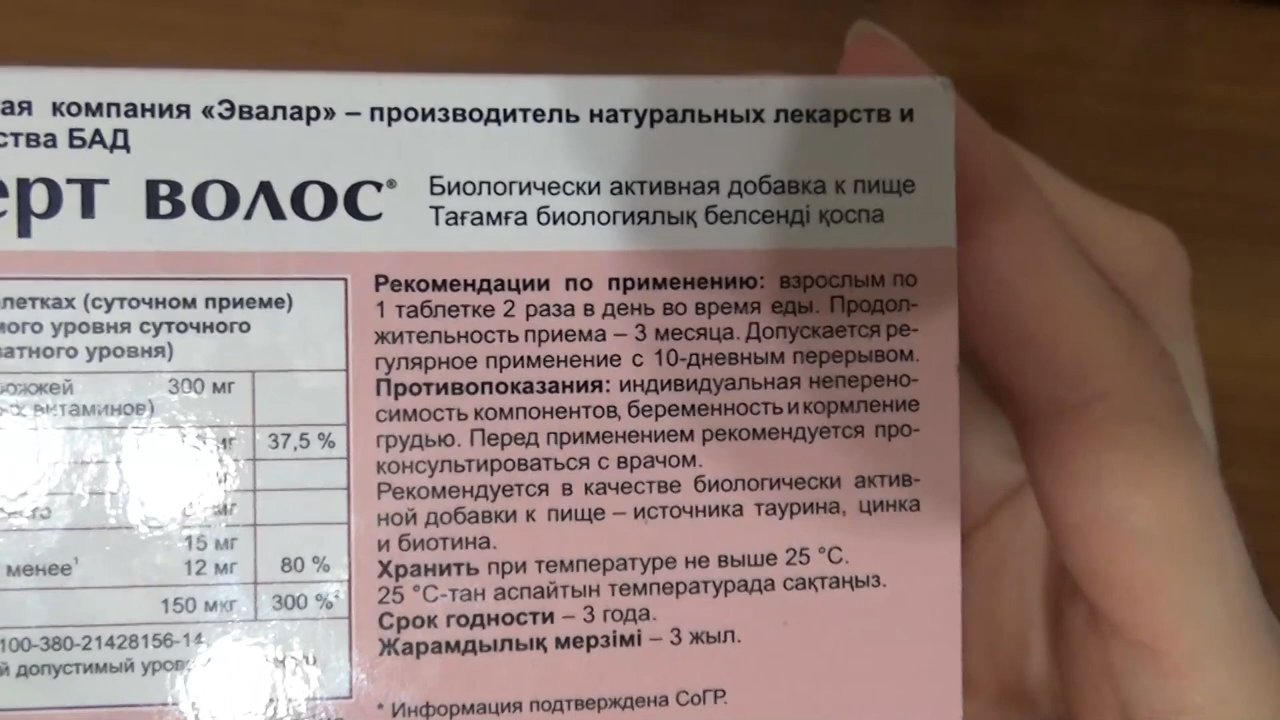 ая компания «Эвалар» – производитель натуральных лекарств и
ства БАД
ерт волос®
Биологически активная добавка к пище
Тағамға биологиялық белсенді қоспа
летках (суточном приеме)
мого уровня суточного
ватного уровня)
рожжей 300 мг
витаминов)
мг 37,5 %
мг
15 мг
менее¹ 12 мг 80 %
150 мкг 300 %²
100-380-21428156-14
й допустимый уров
Рекомендации по применению: взрослым по
1 таблетке 2 раза в день во время еды. Продол-
жительность приема – 3 месяца. Допускается ре-
гулярное применение с 10-дневным перерывом.
Противопоказания: индивидуальная неперено-
симость компонентов, беременность и кормление
грудью. Перед применением рекомендуется про-
консультироваться с врачом.
Рекомендуется в качестве биологически актив-
ной добавки к пище – источника таурина, цинка
и биотина.
Хранить при температуре не выше 25 °С.
25 °С-тан аспайтын температурада сақтаңыз.
Срок годности – 3 года.
Жарамдылық мерзімі – 3 жыл.
* Информация подтверждена СоГР.